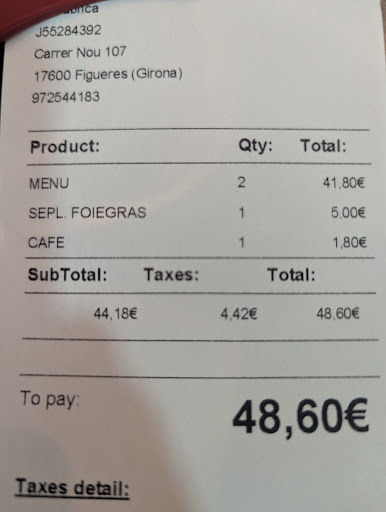 J55284392
Carrer Nou 107
17600 Figueres (Girona)
972544183
Product: Qty: Total:
MENU 2 41,80€
SEPL. FOIEGRAS 1 5,00€
CAFE 1 1,80€
SubTotal: Taxes: Total:
44,18€ 4,42€ 48,60€
To pay: 48,60€
Taxes detail: